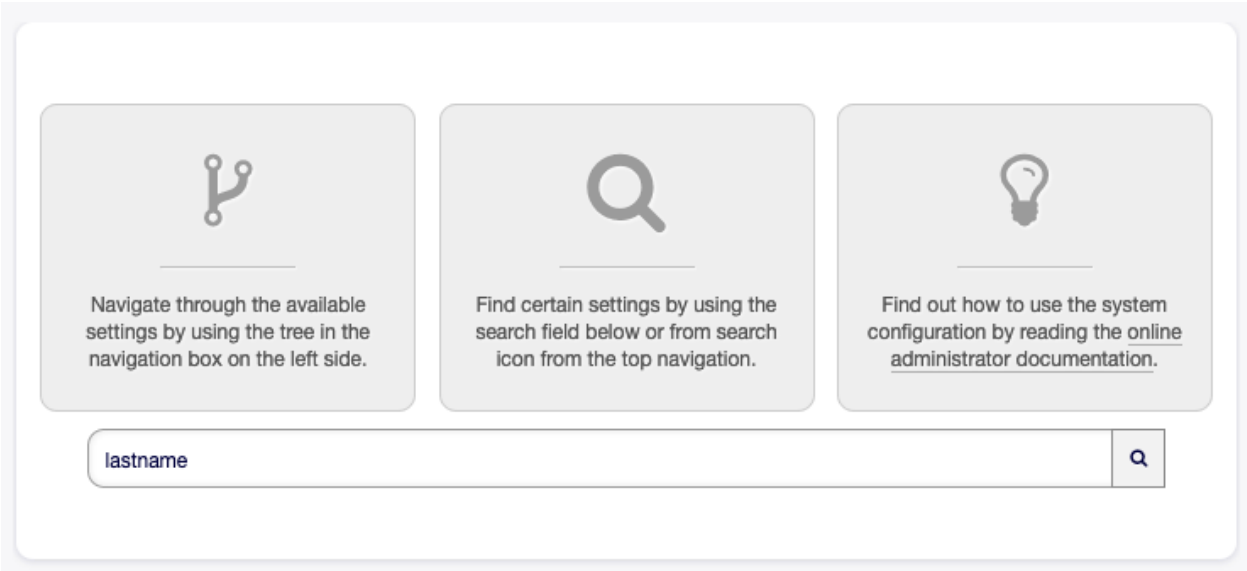 Navigate through the available
settings by using the tree in the
navigation box on the left side.
Find certain settings by using the
search field below or from search
icon from the top navigation.
Find out how to use the system
configuration by reading the online
administrator documentation.
lastname